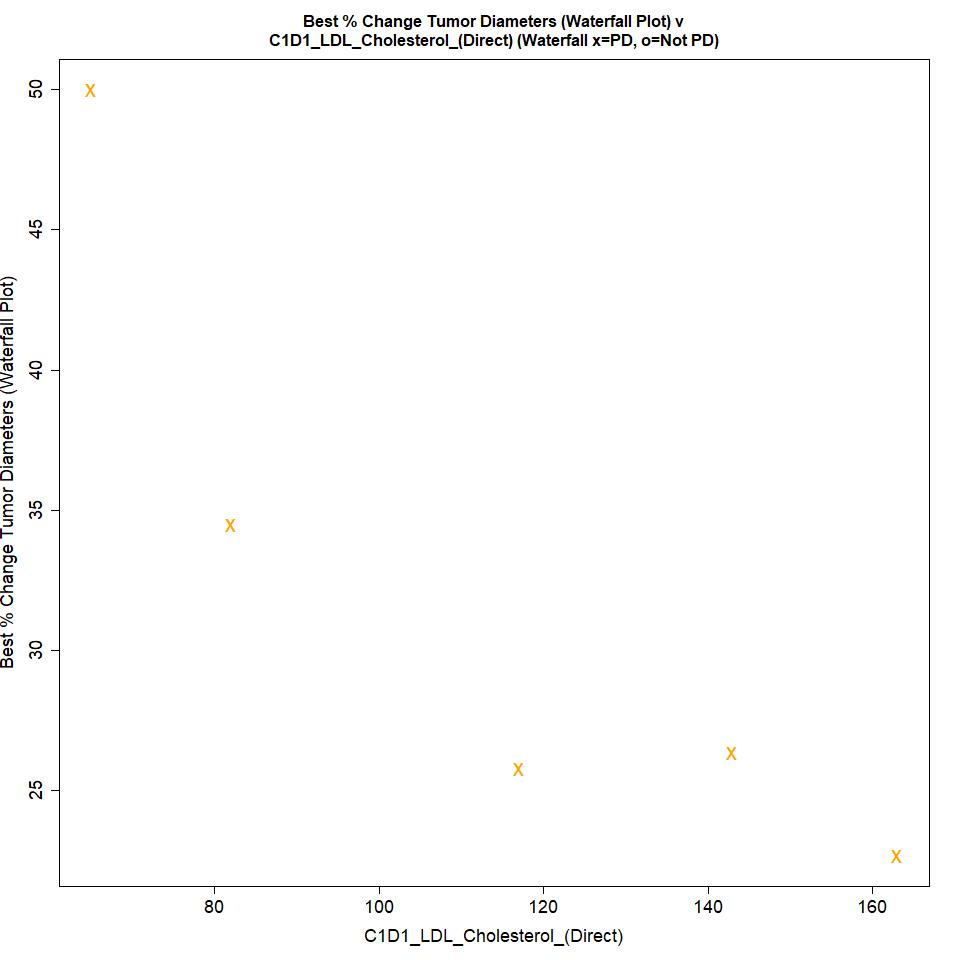 Best % Change Tumor Diameters (Waterfall Plot) v
C1D1_LDL_Cholesterol_(Direct) (Waterfall x=PD, o=Not PD)
Best % Change Tumor Diameters (Waterfall Plot)
50
45
40
35
30
25
X
X
X
X
X
80 100 120 140 160
C1D1_LDL_Cholesterol_(Direct)